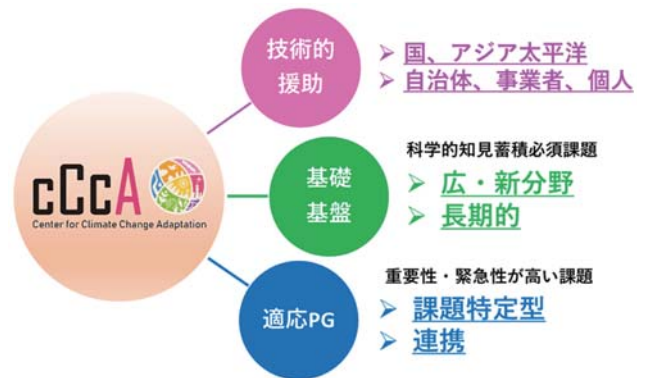 cCcA
Center for Climate Change Adaptation
技術的
援助
➢ 国、アジア太平洋
➢ 自治体、事業者、個人
基礎
基盤
科学的知見蓄積必須課題
➢ 広・新分野
➢ 長期的
適応PG
重要性・緊急性が高い課題
➢ 課題特定型
➢ 連携